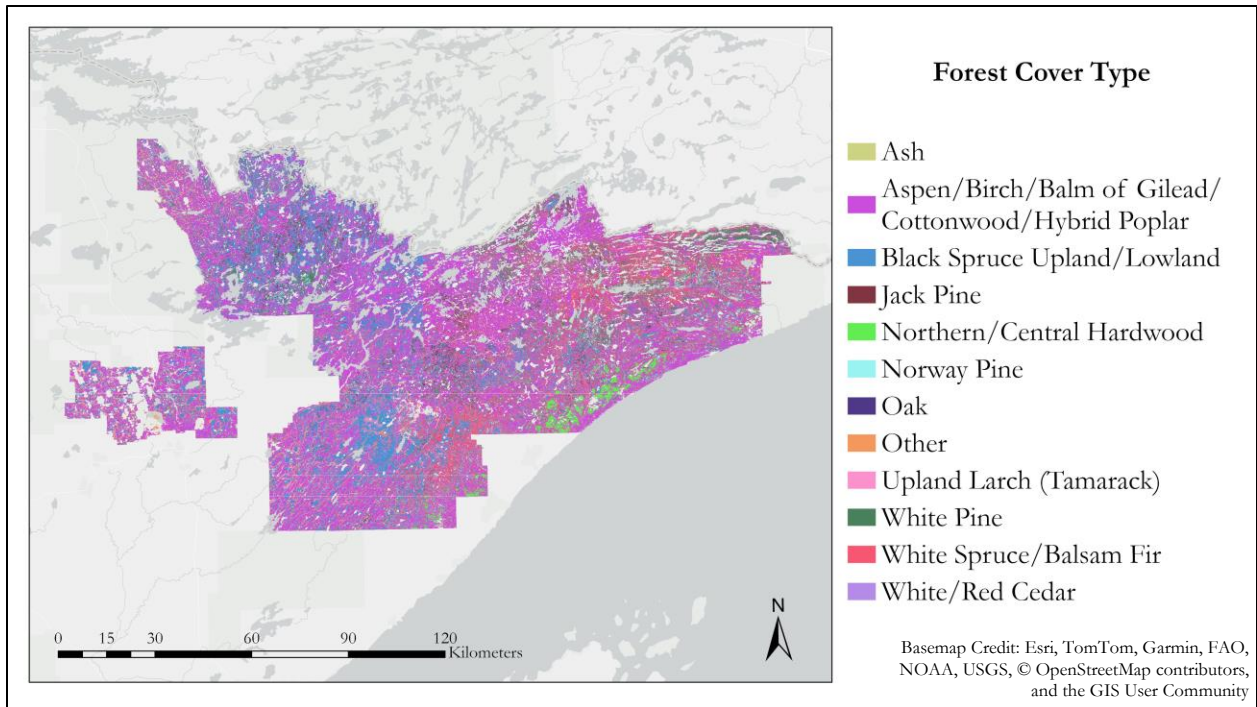 Forest Cover Type
Ash
Aspen/Birch/Balm of Gilead/
Cottonwood/Hybrid Poplar
Black Spruce Upland/Lowland
Jack Pine
Northern/Central Hardwood
Norway Pine
Oak
Other
Upland Larch (Tamarack)
White Pine
White Spruce/Balsam Fir
White/Red Cedar
N
0 15 30 60 90 120
Kilometers
Basemap Credit: Esri, TomTom, Garmin, FAO,
NOAA, USGS, © OpenStreetMap contributors,
and the GIS User Community